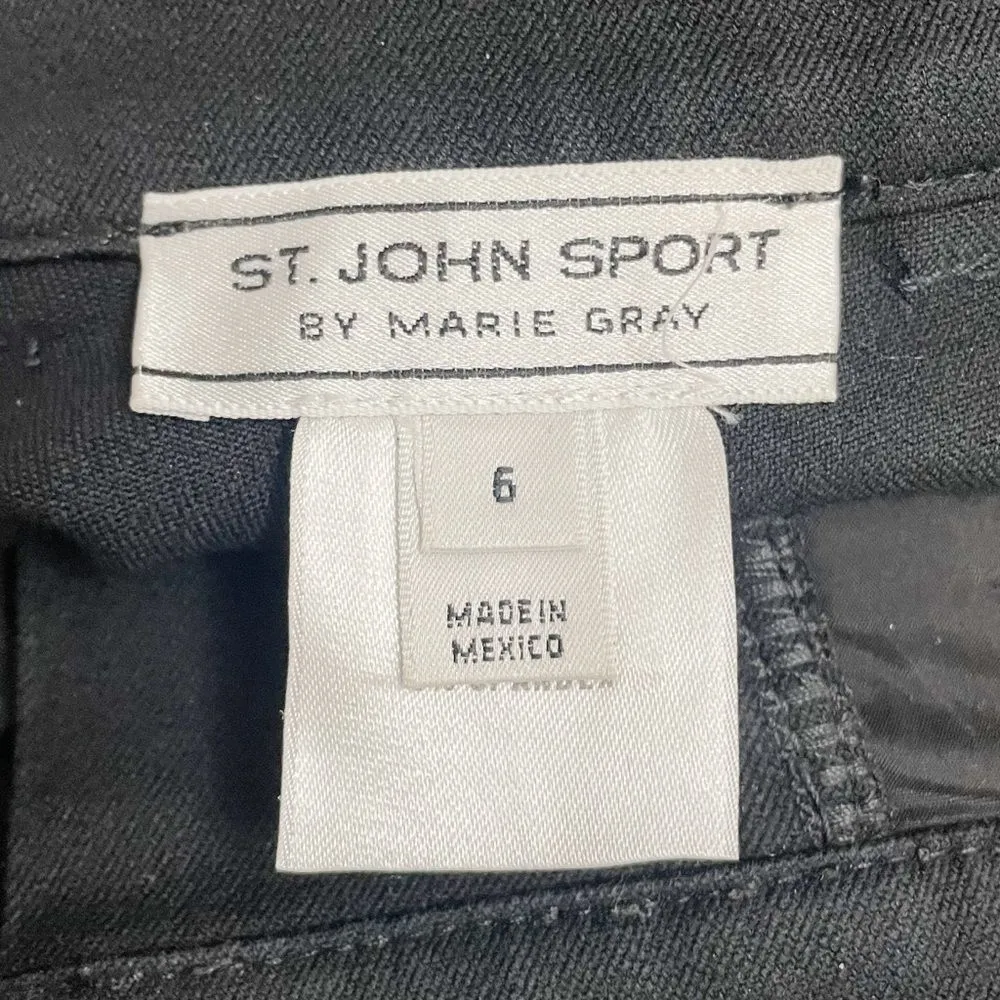 ST. JOHN SPORT
BY MARIE GRAY
6
MADE IN
MEXICO